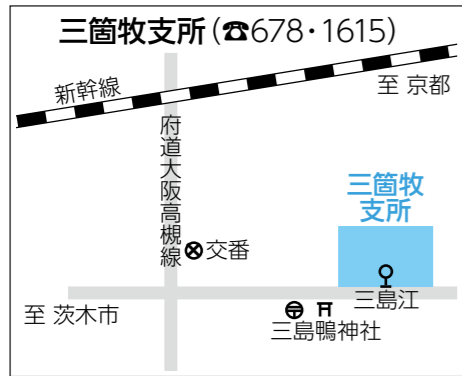 三箇牧支所(☎678・1615)
新幹線
至 京都
府道大阪高槻線
三箇牧
支所
交番
三島江
至 茨木市
三島鴨神社